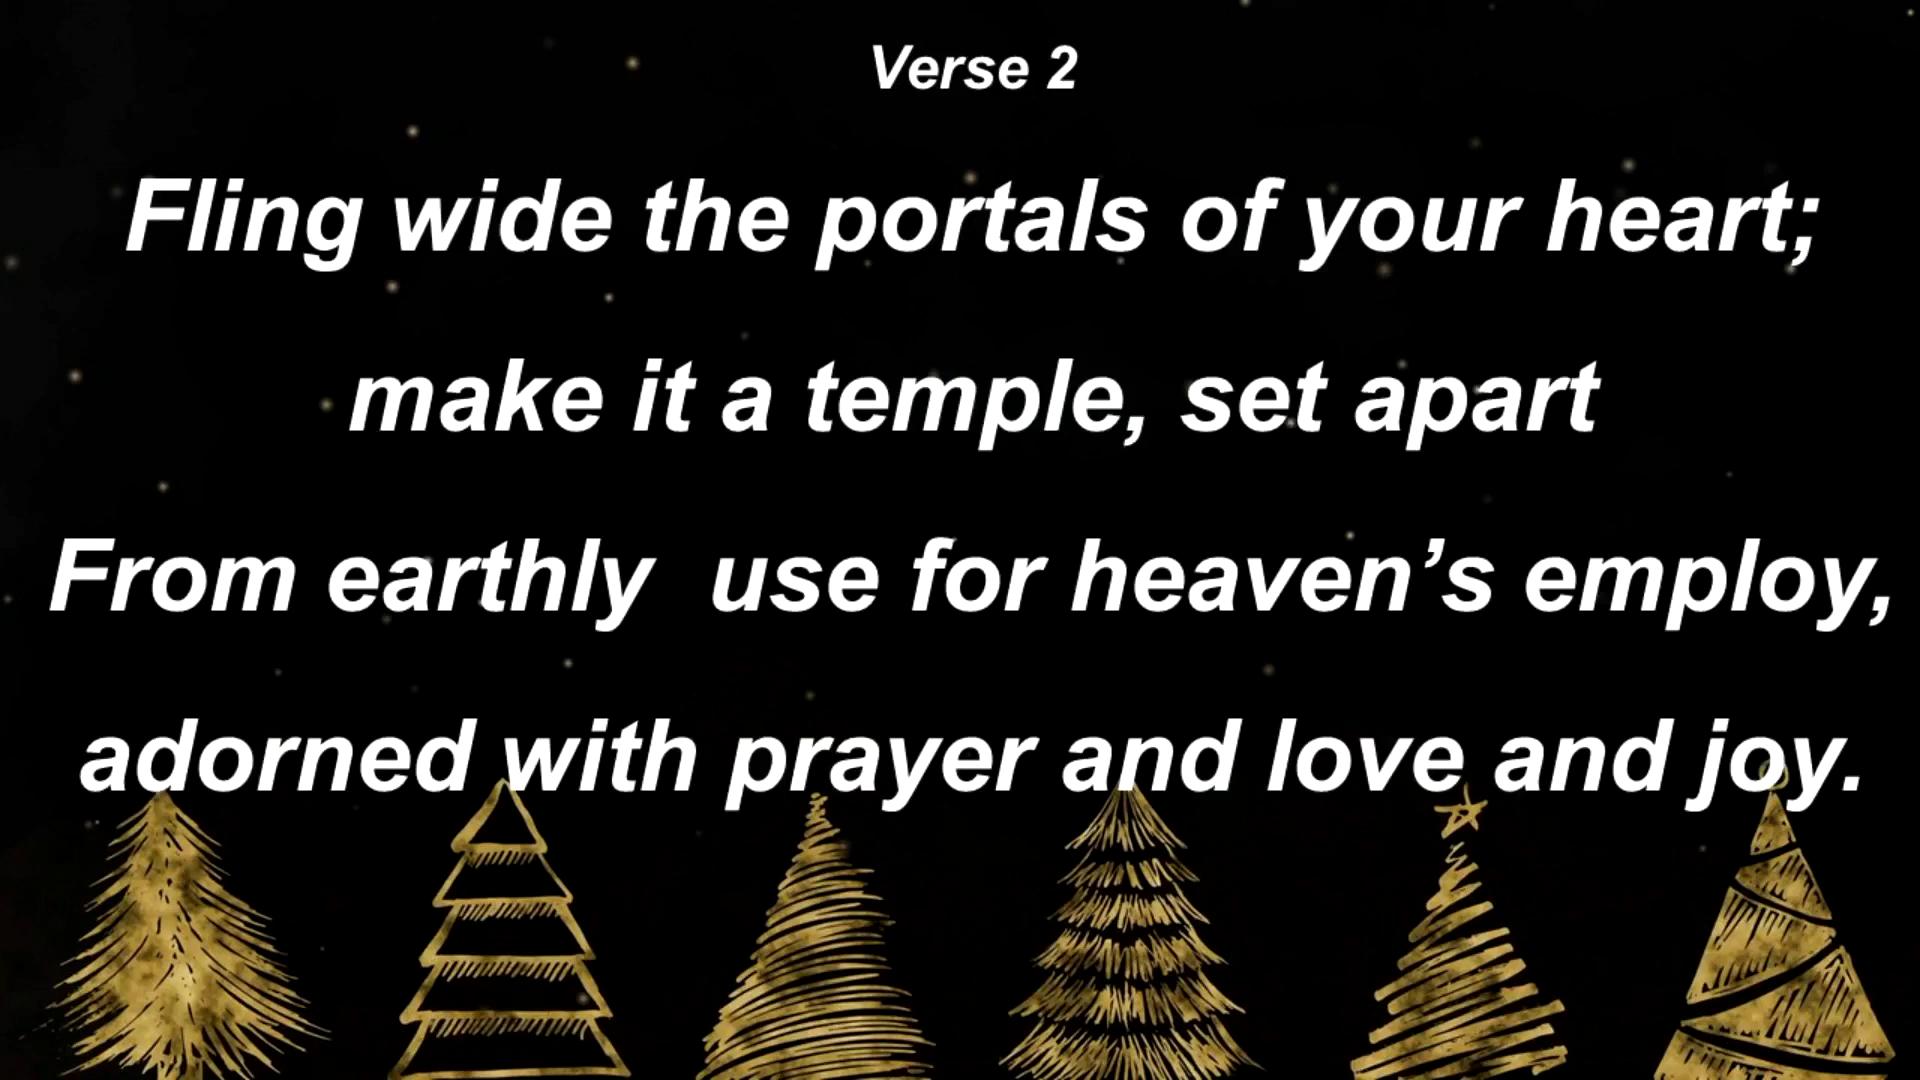 Verse 2
Fling wide the portals of your heart;
make it a temple, set apart
From earthly  use for heaven’s employ,
adorned with prayer and love and joy.